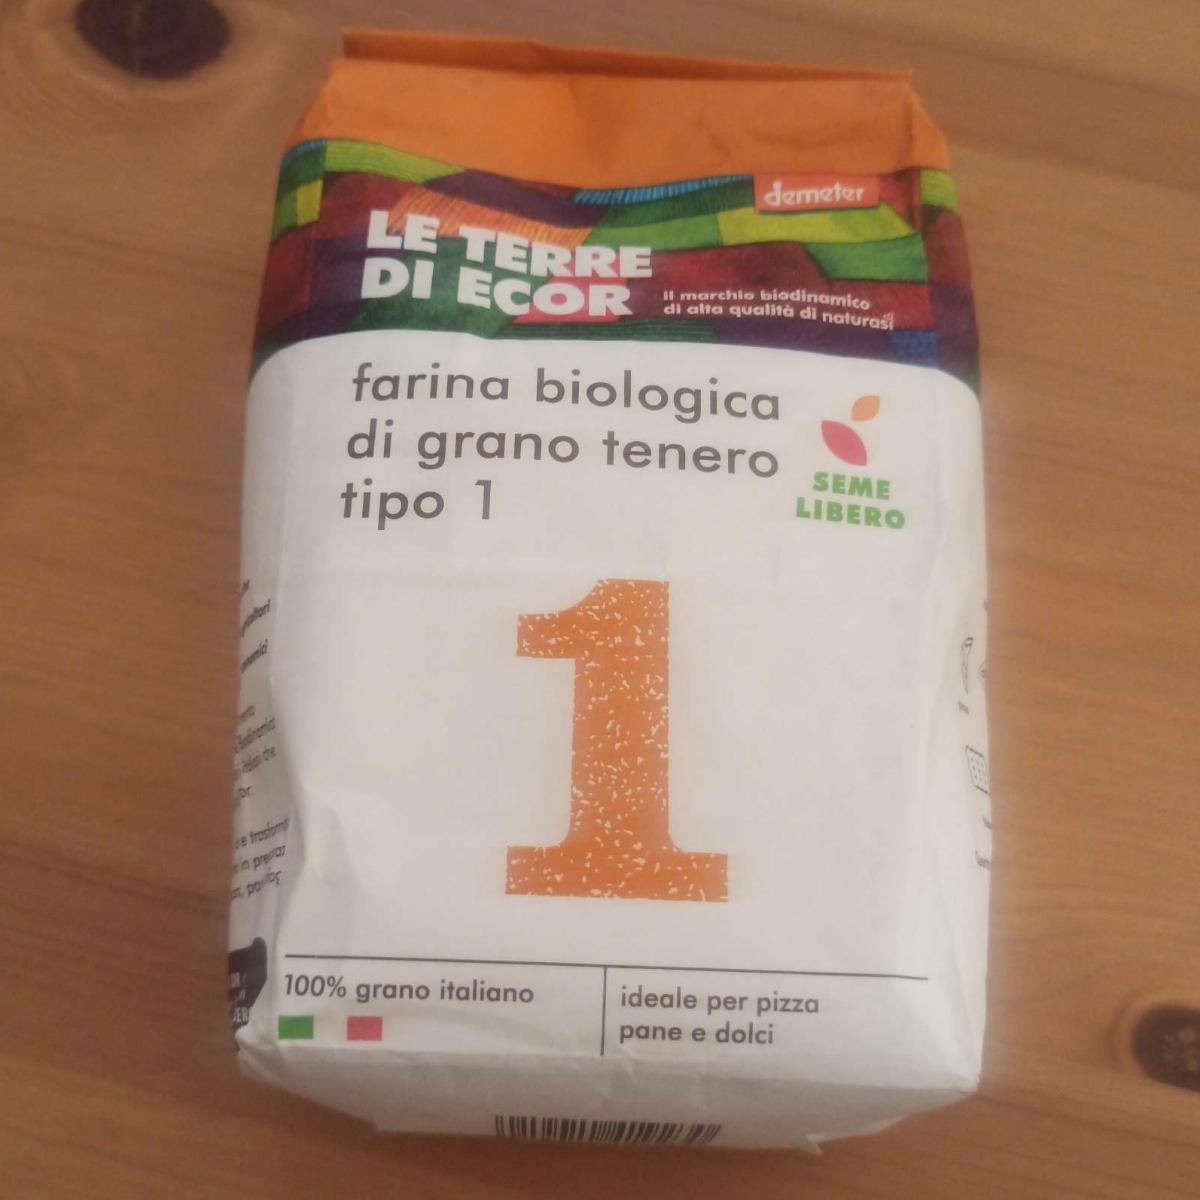 demeter
LE TERRE
DI ECOR
il marchio biodinamico
di alta qualità di naturasì
farina biologica
di grano tenero
tipo 1
SEME
LIBERO
1
100% grano italiano
ideale per pizza
pane e dolci